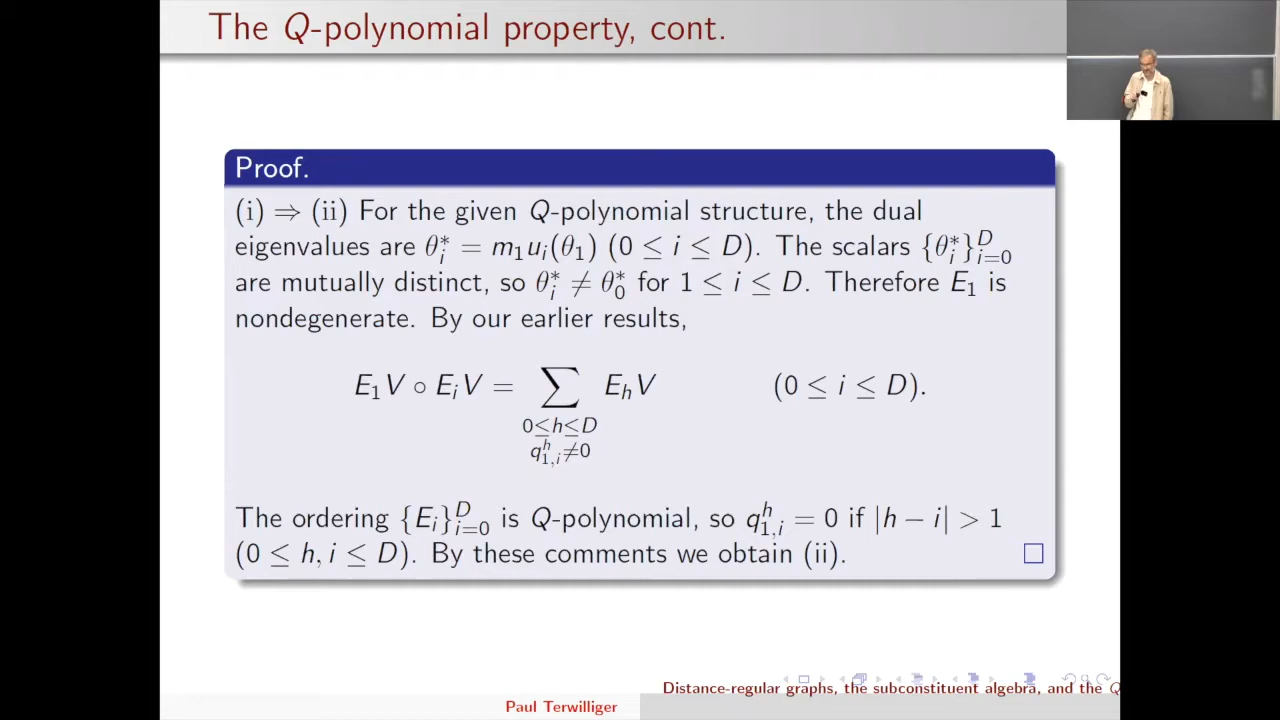 The Q-polynomial property, cont.
Proof.
(i) ⇒ (ii) For the given Q-polynomial structure, the dual
eigenvalues are θ*_i = m_1 u_i(θ_1) (0 ≤ i ≤ D). The scalars {θ*_i}^D_{i=0}
are mutually distinct, so θ*_i ≠ θ*_0 for 1 ≤ i ≤ D. Therefore E_1 is
nondegenerate. By our earlier results,
E_1 V ∘ E_i V = ∑_{0≤h≤D, q^h_{1,i}≠0} E_h V (0 ≤ i ≤ D).
The ordering {E_i}^D_{i=0} is Q-polynomial, so q^h_{1,i} = 0 if |h − i| > 1
(0 ≤ h, i ≤ D). By these comments we obtain (ii). □
Distance-regular graphs, the subconstituent algebra, and the Q
Paul Terwilliger